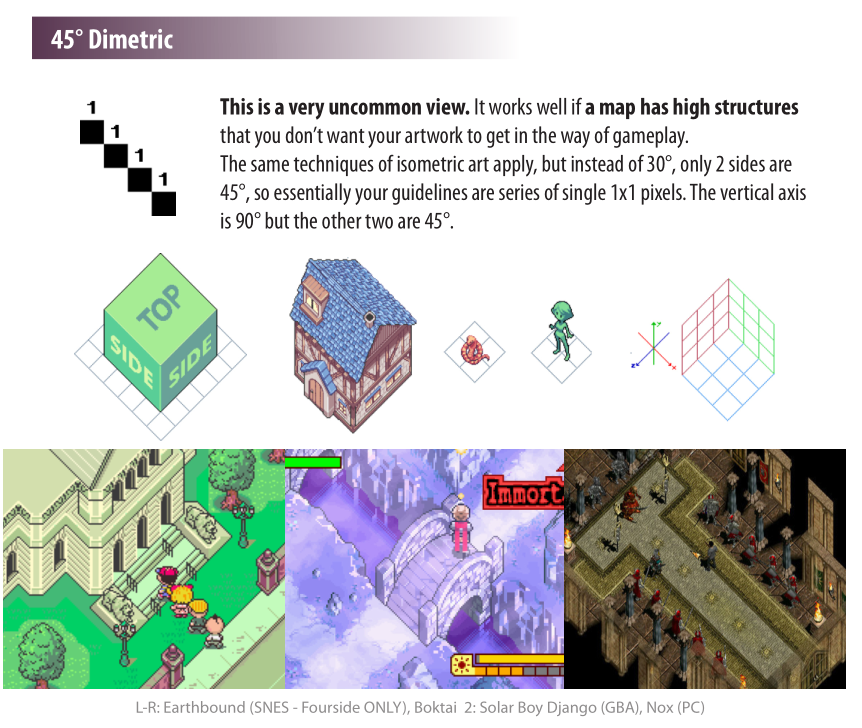 45° Dimetric
1
1
1
1
This is a very uncommon view. It works well if a map has high structures
that you don't want your artwork to get in the way of gameplay.
The same techniques of isometric art apply, but instead of 30°, only 2 sides are
45°, so essentially your guidelines are series of single 1x1 pixels. The vertical axis
is 90° but the other two are 45°.
TOP
SIDE
SIDE
Y
Z
X
Immort
L-R: Earthbound (SNES - Fourside ONLY), Boktai 2: Solar Boy Django (GBA), Nox (PC)